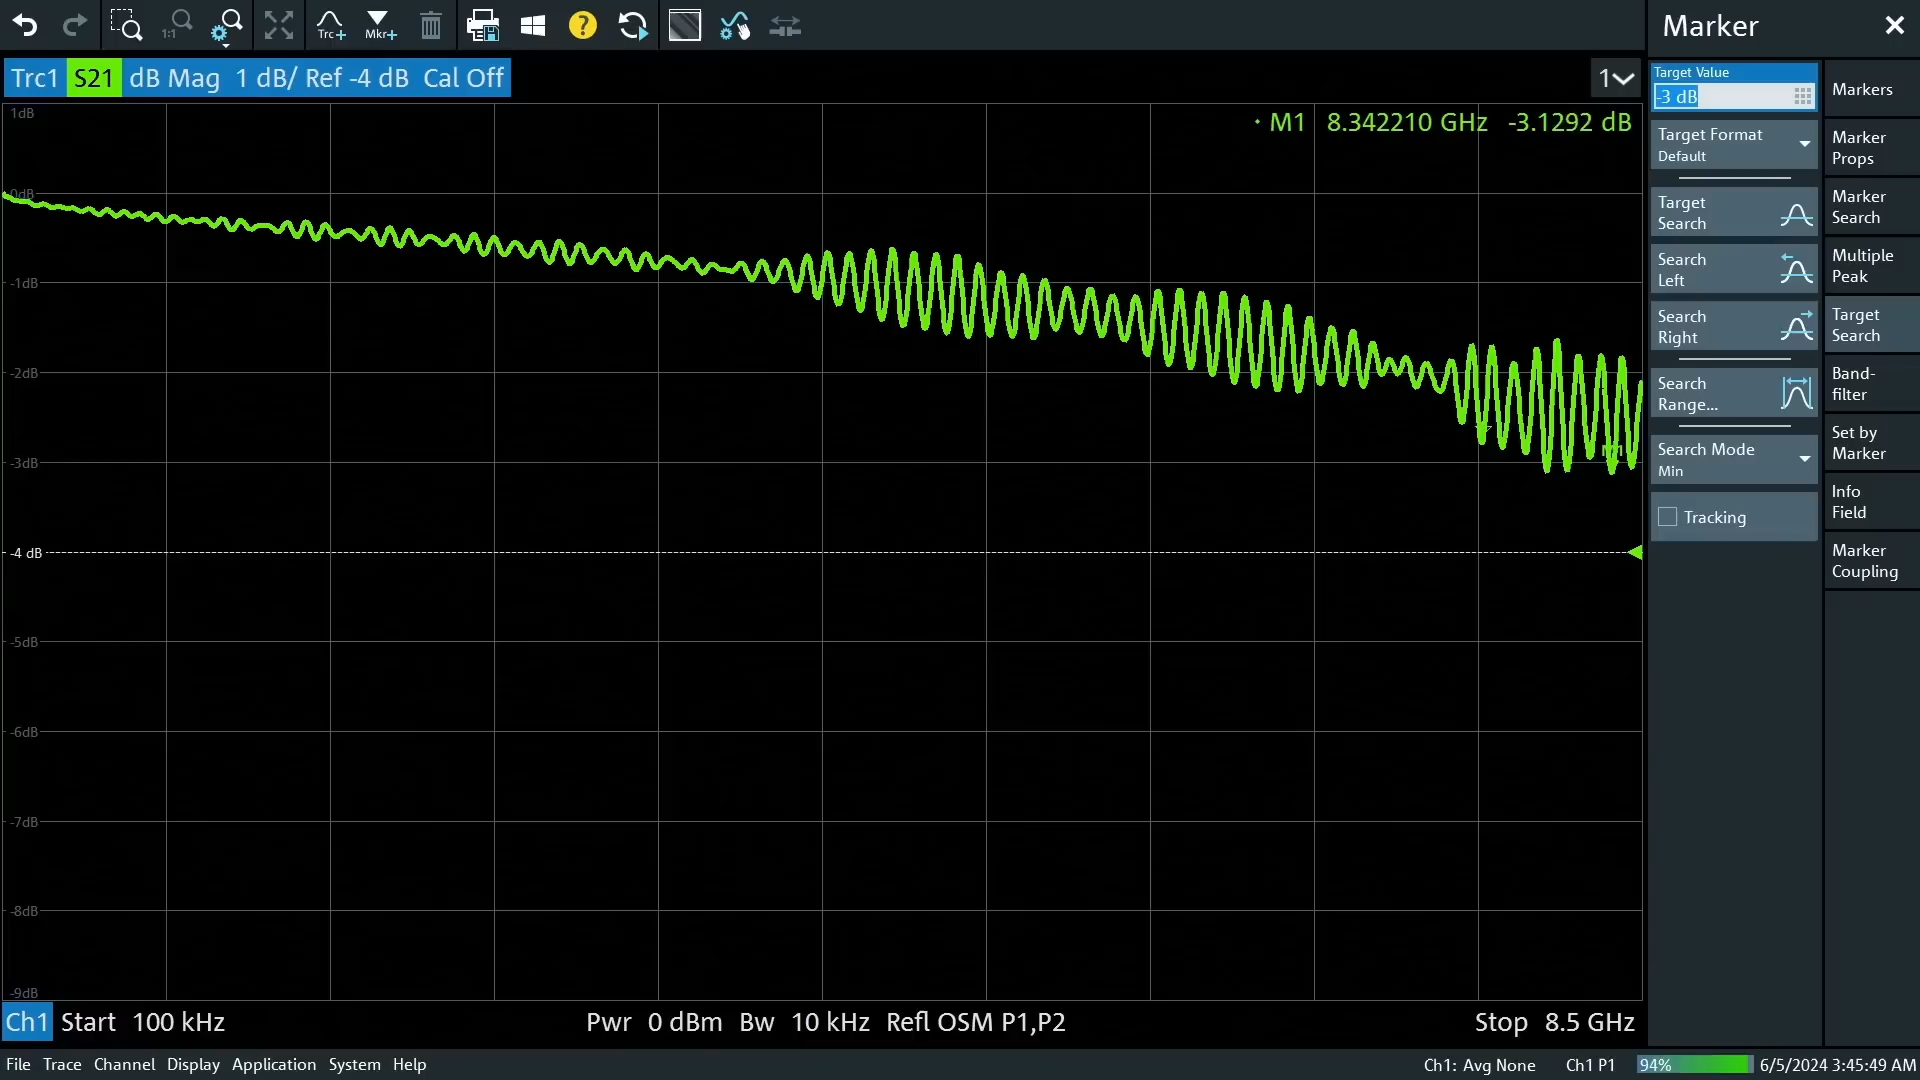 1:1
Trc+
Mkr+
?
Marker
Trc1 S21 dB Mag 1 dB/ Ref -4 dB Cal Off
1
M1 8.342210 GHz -3.1292 dB
1dB
0dB
-1dB
-2dB
-3dB
M1
-4 dB
-5dB
-6dB
-7dB
-8dB
-9dB
Ch1 Start 100 kHz
Pwr 0 dBm Bw 10 kHz Refl OSM P1,P2
Stop 8.5 GHz
Target Value
-3 dB
Target Format
Default
Target
Search
Search
Left
Search
Right
Search
Range...
Search Mode
Min
Tracking
Markers
Marker
Props
Marker
Search
Multiple
Peak
Target
Search
Band-
filter
Set by
Marker
Info
Field
Marker
Coupling
File Trace Channel Display Application System Help
Ch1: Avg None Ch1 P1 94% 6/5/2024 3:45:49 AM